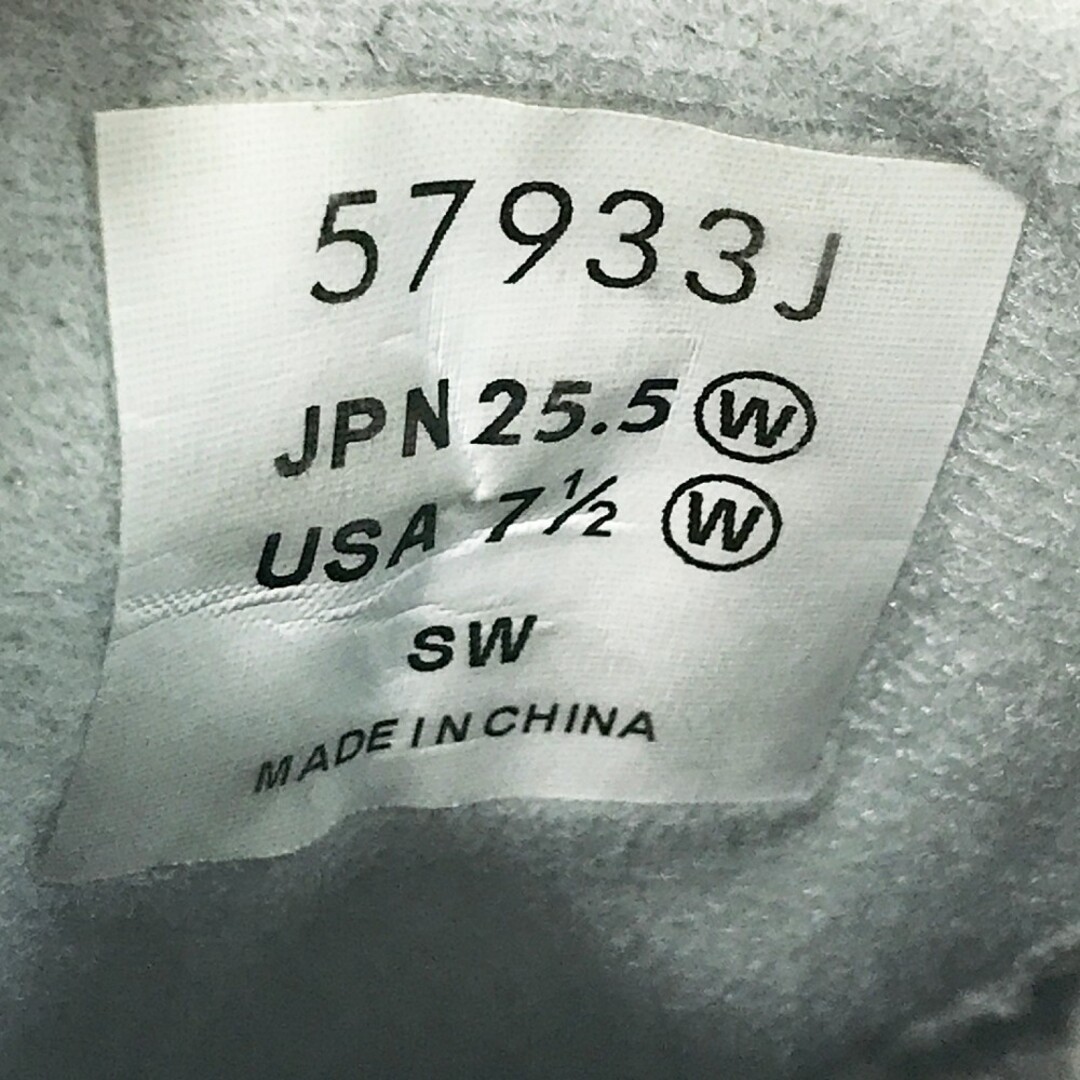 57933J
JPN 25.5 Ⓦ
USA 7½ Ⓦ
SW
MADE IN CHINA